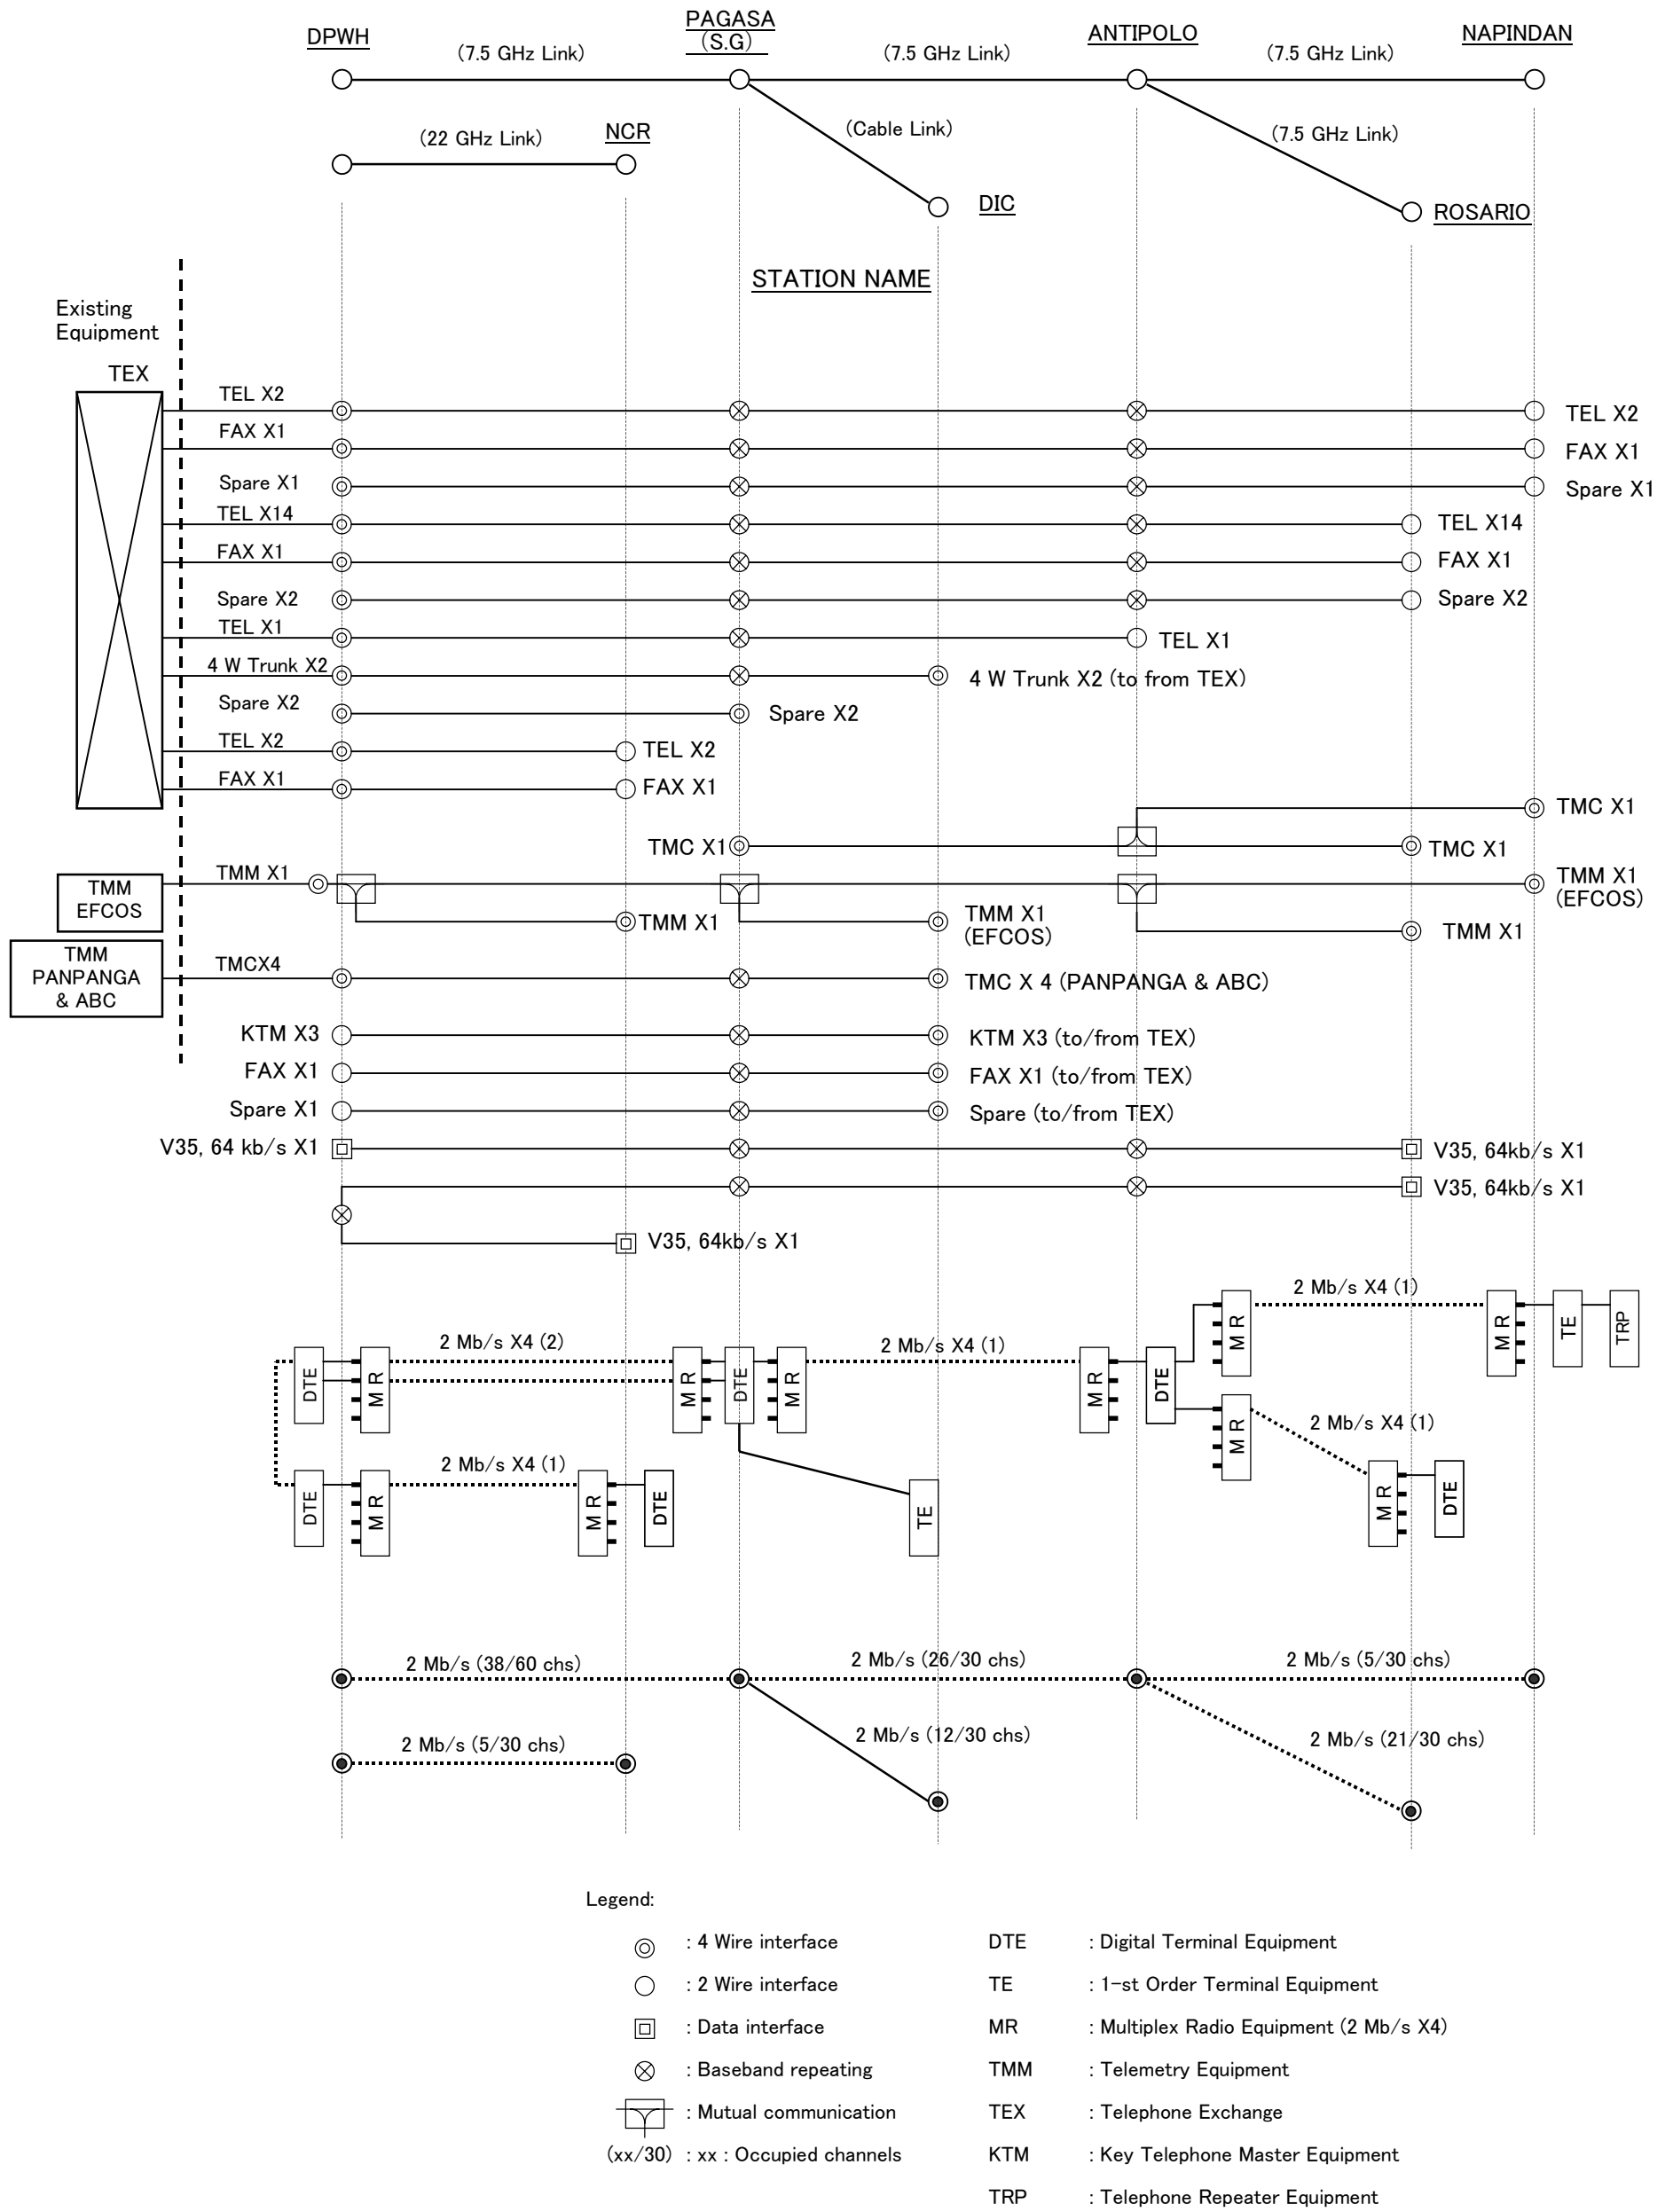 DPWH
PAGASA
(S.G)
ANTIPOLO
NAPINDAN
(7.5 GHz Link)
(7.5 GHz Link)
(7.5 GHz Link)
(22 GHz Link)
NCR
(Cable Link)
(7.5 GHz Link)
DIC
ROSARIO
STATION NAME
Existing
Equipment
TEX
TEL X2
TEL X2
FAX X1
FAX X1
Spare X1
Spare X1
TEL X14
TEL X14
FAX X1
FAX X1
Spare X2
Spare X2
TEL X1
TEL X1
4 W Trunk X2
4 W Trunk X2 (to from TEX)
Spare X2
Spare X2
TEL X2
TEL X2
FAX X1
FAX X1
TMC X1
TMC X1
TMC X1
TMM
EFCOS
TMM X1
TMM X1
(EFCOS)
TMM X1
TMM X1
(EFCOS)
TMM X1
TMM
PANPANGA
& ABC
TMCX4
TMC X 4 (PANPANGA & ABC)
KTM X3
KTM X3 (to/from TEX)
FAX X1
FAX X1 (to/from TEX)
Spare X1
Spare (to/from TEX)
V35, 64 kb/s X1
V35, 64kb/s X1
V35, 64kb/s X1
V35, 64kb/s X1
2 Mb/s X4 (1)
M R
M R
TE
TRP
2 Mb/s X4 (2)
2 Mb/s X4 (1)
DTE
M R
M R
DTE
M R
M R
DTE
M R
2 Mb/s X4 (1)
2 Mb/s X4 (1)
DTE
M R
M R
DTE
TE
M R
DTE
2 Mb/s (38/60 chs)
2 Mb/s (26/30 chs)
2 Mb/s (5/30 chs)
2 Mb/s (5/30 chs)
2 Mb/s (12/30 chs)
2 Mb/s (21/30 chs)
Legend:
: 4 Wire interface
DTE : Digital Terminal Equipment
: 2 Wire interface
TE : 1-st Order Terminal Equipment
: Data interface
MR : Multiplex Radio Equipment (2 Mb/s X4)
: Baseband repeating
TMM : Telemetry Equipment
: Mutual communication
TEX : Telephone Exchange
(xx/30) : xx : Occupied channels
KTM : Key Telephone Master Equipment
TRP : Telephone Repeater Equipment